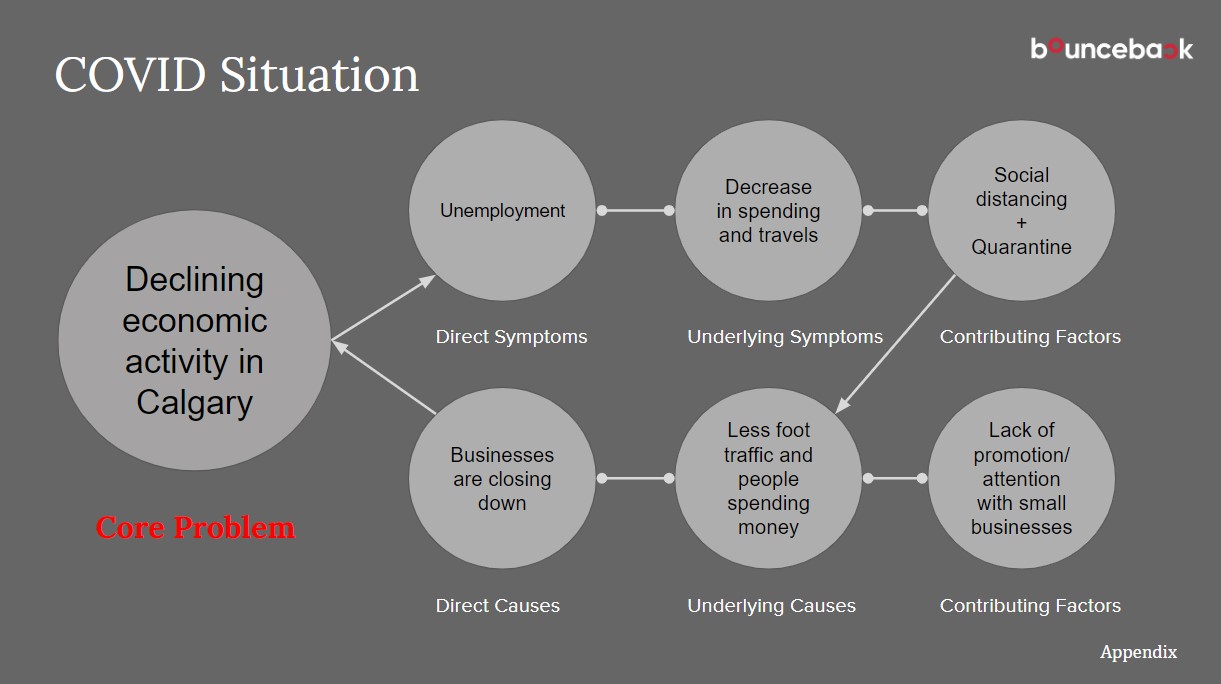 bounceback
COVID Situation
Declining
economic
activity in
Calgary
Core Problem
Unemployment
Direct Symptoms
Decrease
in spending
and travels
Underlying Symptoms
Social
distancing
+
Quarantine
Contributing Factors
Businesses
are closing
down
Direct Causes
Less foot
traffic and
people
spending
money
Underlying Causes
Lack of
promotion/
attention
with small
businesses
Contributing Factors
Appendix